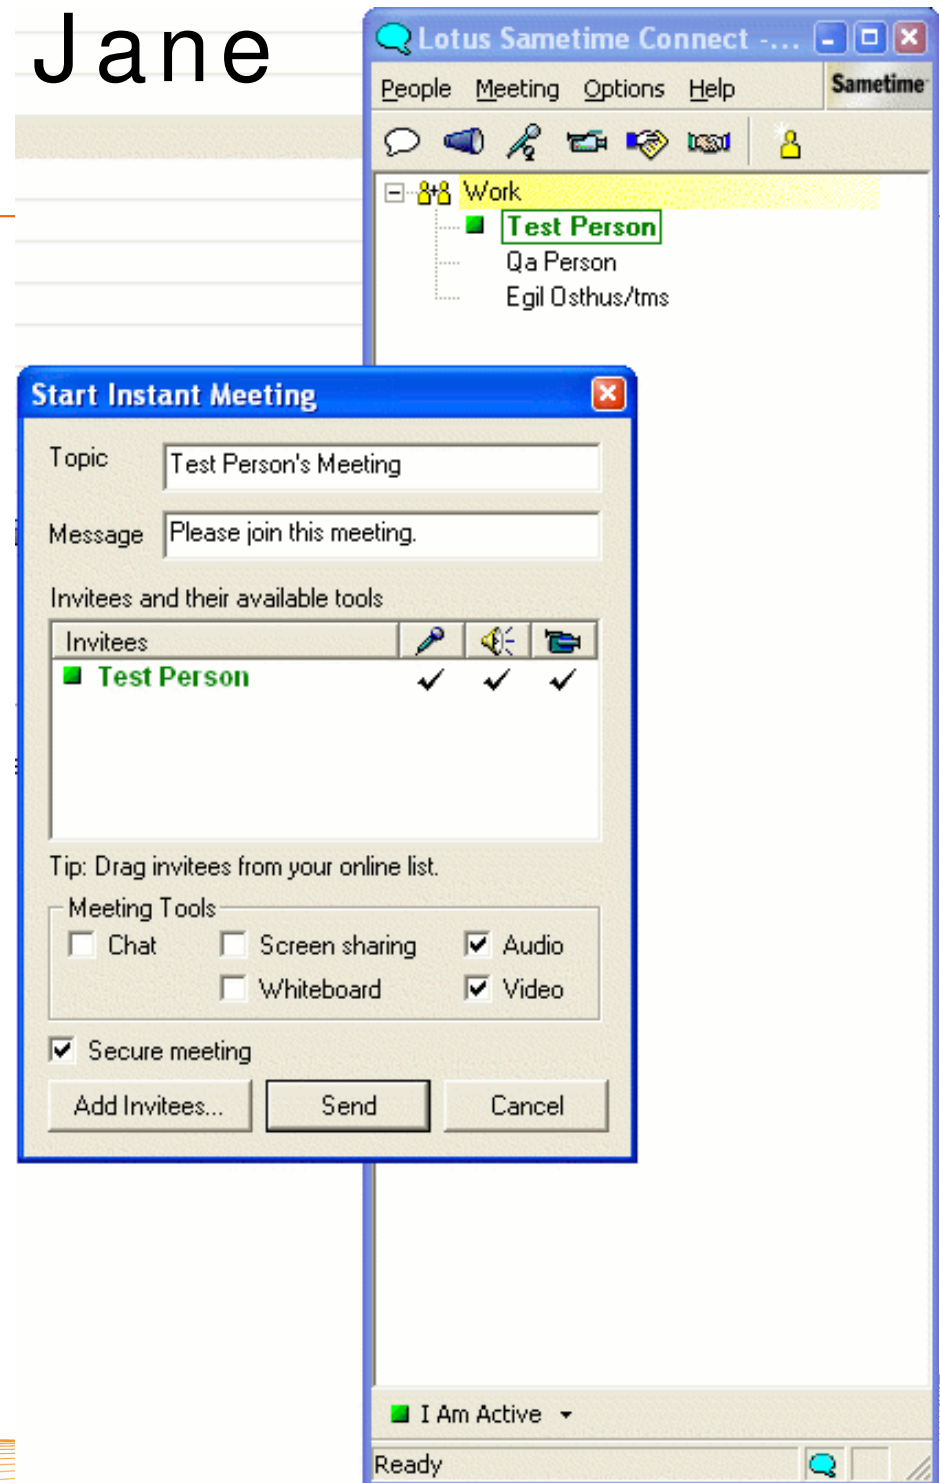 Jane
Lotus Sametime Connect -...
People Meeting Options Help Sametime
Work
Test Person
Qa Person
Egil Osthus/tms
Start Instant Meeting
Topic Test Person's Meeting
Message Please join this meeting.
Invitees and their available tools
Invitees
Test Person
Tip: Drag invitees from your online list.
Meeting Tools
Chat Screen sharing Audio
Whiteboard Video
Secure meeting
Add Invitees... Send Cancel
I Am Active
Ready